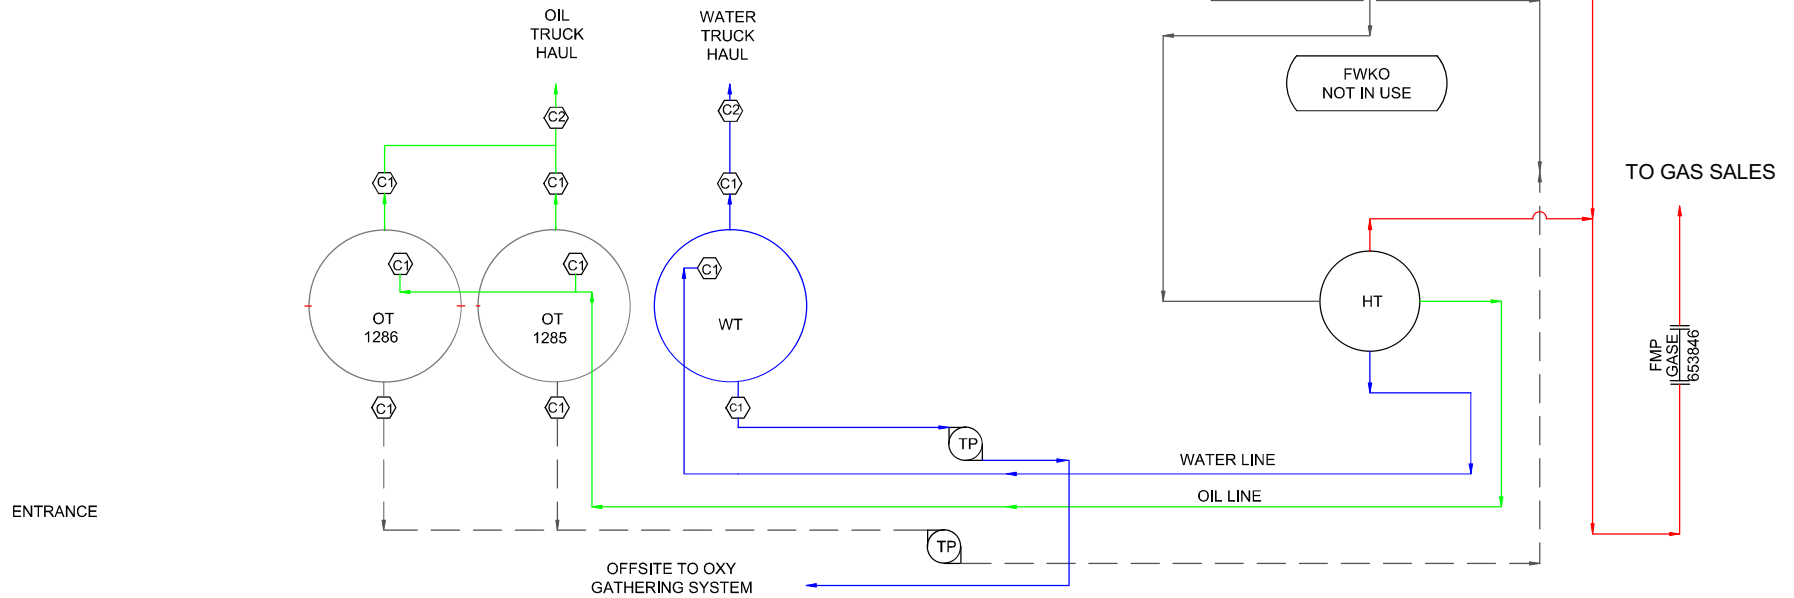 OIL
TRUCK
HAUL
WATER
TRUCK
HAUL
FWKO
NOT IN USE
C2
C2
TO GAS SALES
C1
C1
C1
C1
C1
C1
HT
OT
1286
OT
1285
WT
FMP
GASE
653846
C1
C1
C1
TP
WATER LINE
OIL LINE
ENTRANCE
TP
OFFSITE TO OXY
GATHERING SYSTEM